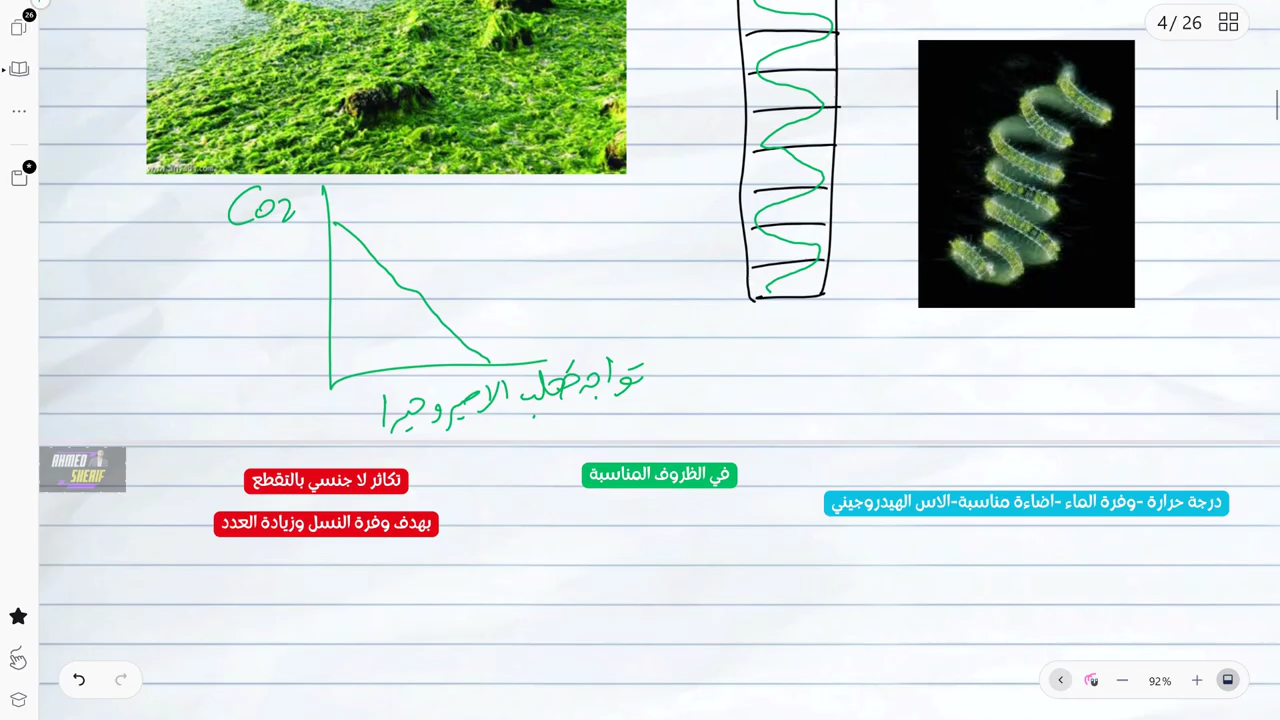 26
4/ 26
CO2
تواجد طحلب الاسبيروجيرا
AHMED
SHERIF
تكاثر لا جنسي بالتقطع
في الظروف المناسبة
درجة حرارة -وفرة الماء -اضاءة مناسبة-الاس الهيدروجيني
بهدف وفرة النسل وزيادة العدد
92%